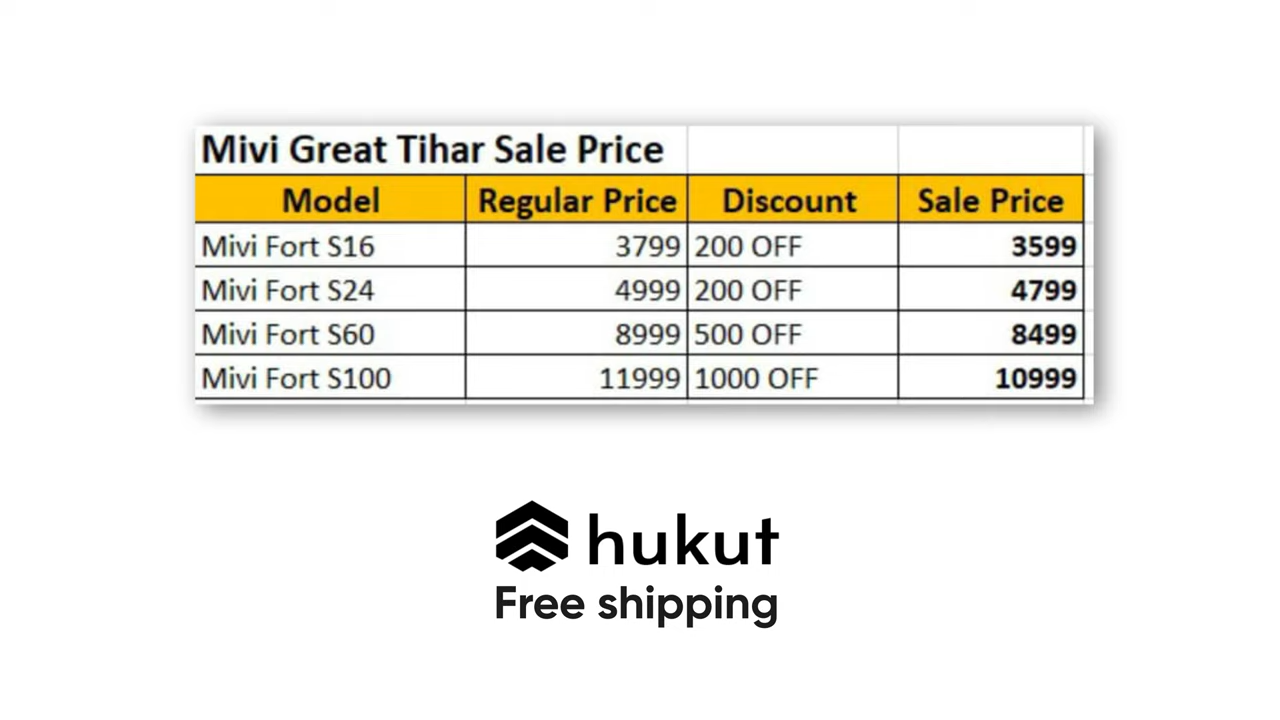 Mivi Great Tihar Sale Price
Model Regular Price Discount Sale Price
Mivi Fort S16 3799 200 OFF 3599
Mivi Fort S24 4999 200 OFF 4799
Mivi Fort S60 8999 500 OFF 8499
Mivi Fort S100 11999 1000 OFF 10999
hukut
Free shipping